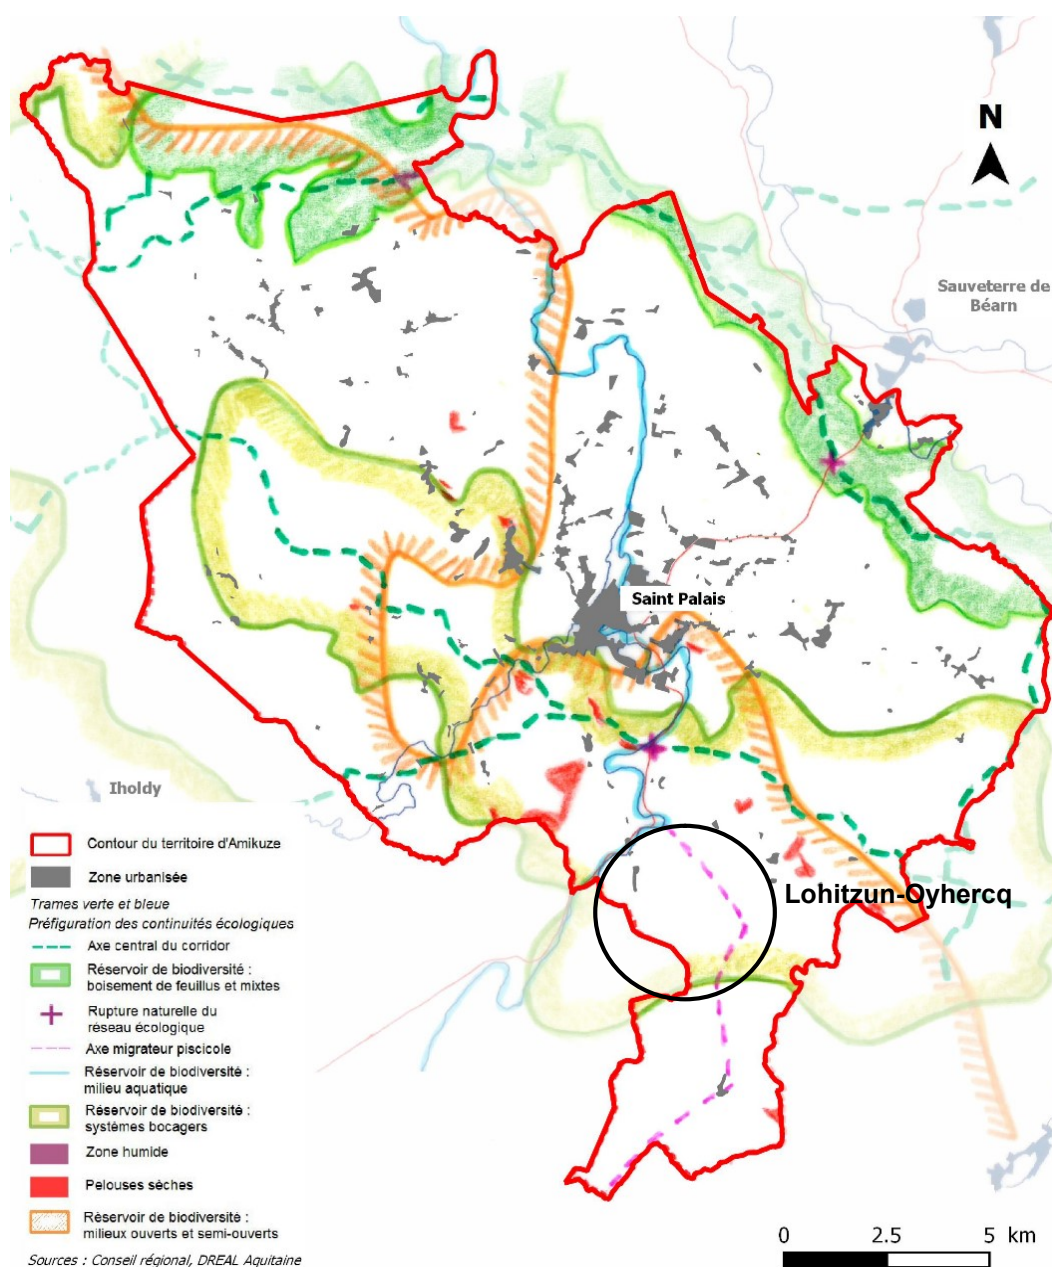 N
Sauveterre de
Béarn
Saint Palais
Iholdy
Lohitzun-Oyhercq
Contour du territoire d'Amikuze
Zone urbanisée
Trames verte et bleue
Préfiguration des continuités écologiques
Axe central du corridor
Réservoir de biodiversité :
boisement de feuillus et mixtes
Rupture naturelle du
réseau écologique
Axe migrateur piscicole
Réservoir de biodiversité :
milieu aquatique
Réservoir de biodiversité :
systèmes bocagers
Zone humide
Pelouses sèches
Réservoir de biodiversité :
milieux ouverts et semi-ouverts
Sources : Conseil régional, DREAL Aquitaine
0 2.5 5 km